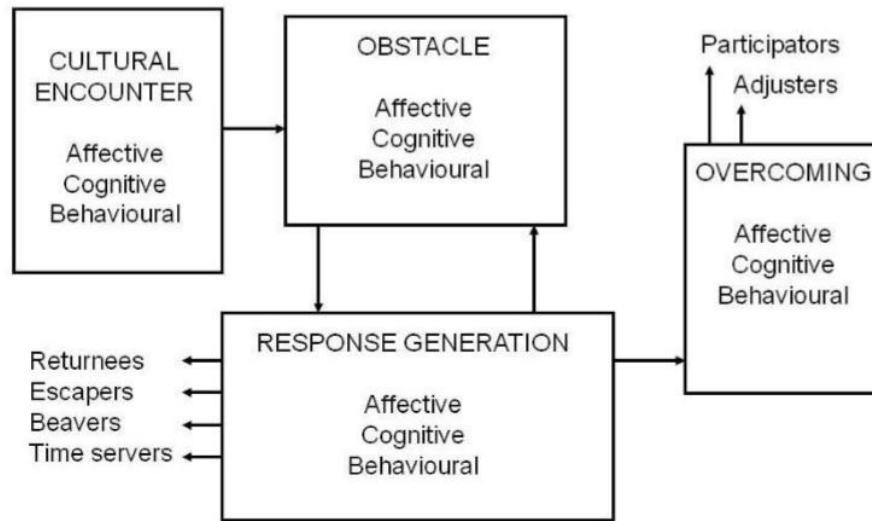 CULTURAL
ENCOUNTER
Affective
Cognitive
Behavioural
OBSTACLE
Affective
Cognitive
Behavioural
Participators
Adjusters
OVERCOMING
Affective
Cognitive
Behavioural
RESPONSE GENERATION
Affective
Cognitive
Behavioural
Returnees
Escapers
Beavers
Time servers